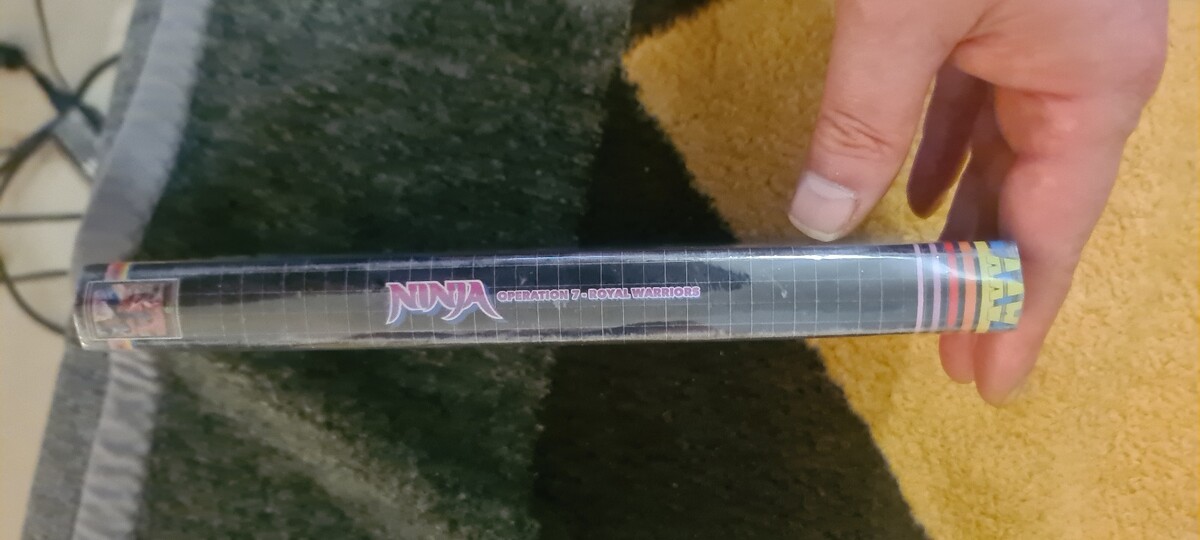 NINJA OPERATION 7 - ROYAL WARRIORS